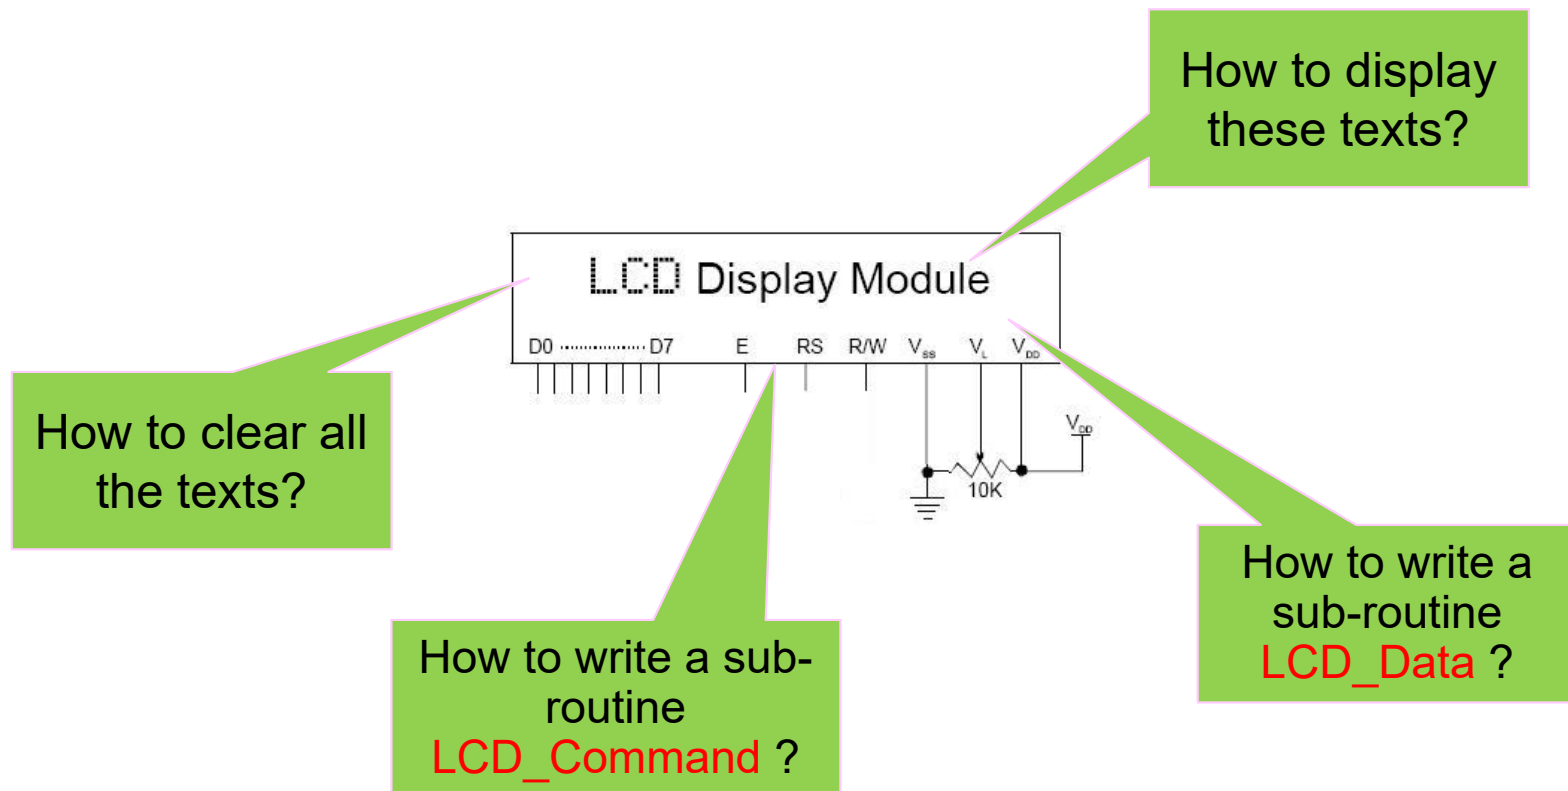 How to display
these texts?
LCD Display Module
D0 ·················· D7 E RS R/W Vss VL VDD
How to clear all
the texts?
VDD
10K
How to write a
sub-routine
LCD_Data ?
How to write a sub-
routine
LCD_Command ?